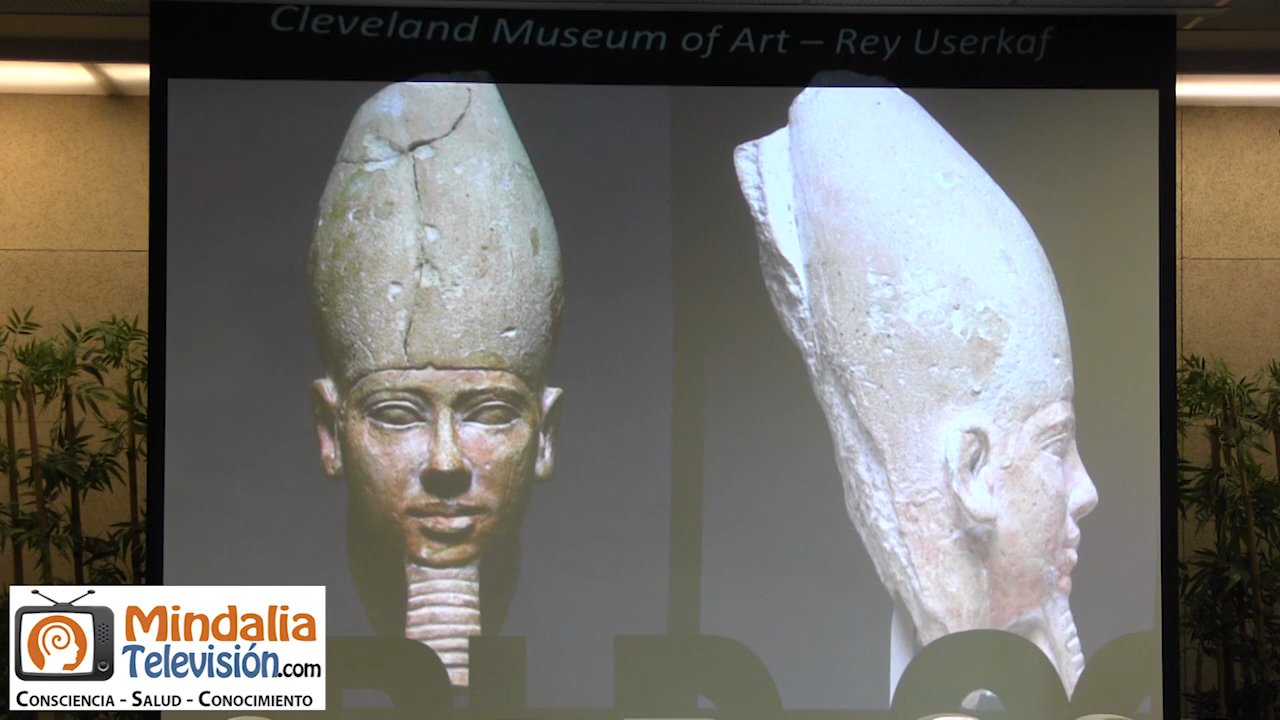 Cleveland Museum of Art – Rey Userkaf
Mindalia
Televisión.com
Consciencia - Salud - Conocimiento